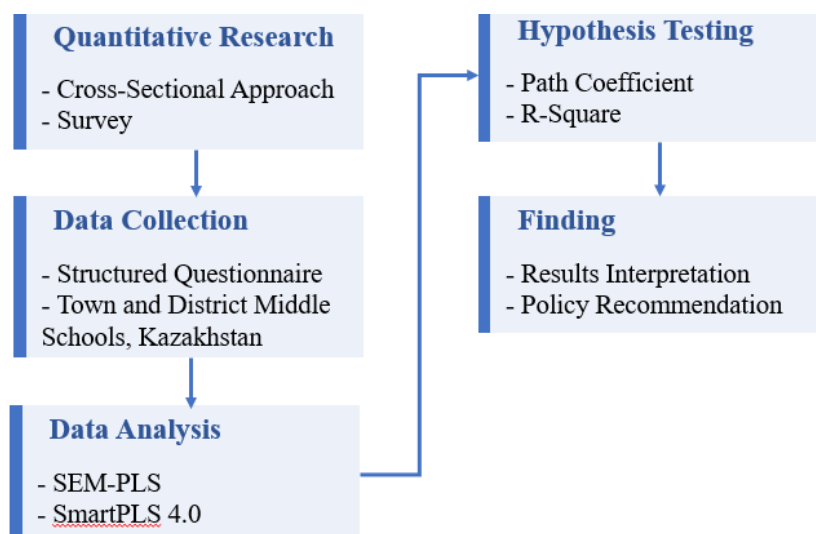 Quantitative Research
- Cross-Sectional Approach
- Survey
Data Collection
- Structured Questionnaire
- Town and District Middle
Schools, Kazakhstan
Data Analysis
- SEM-PLS
- SmartPLS 4.0
Hypothesis Testing
- Path Coefficient
- R-Square
Finding
- Results Interpretation
- Policy Recommendation